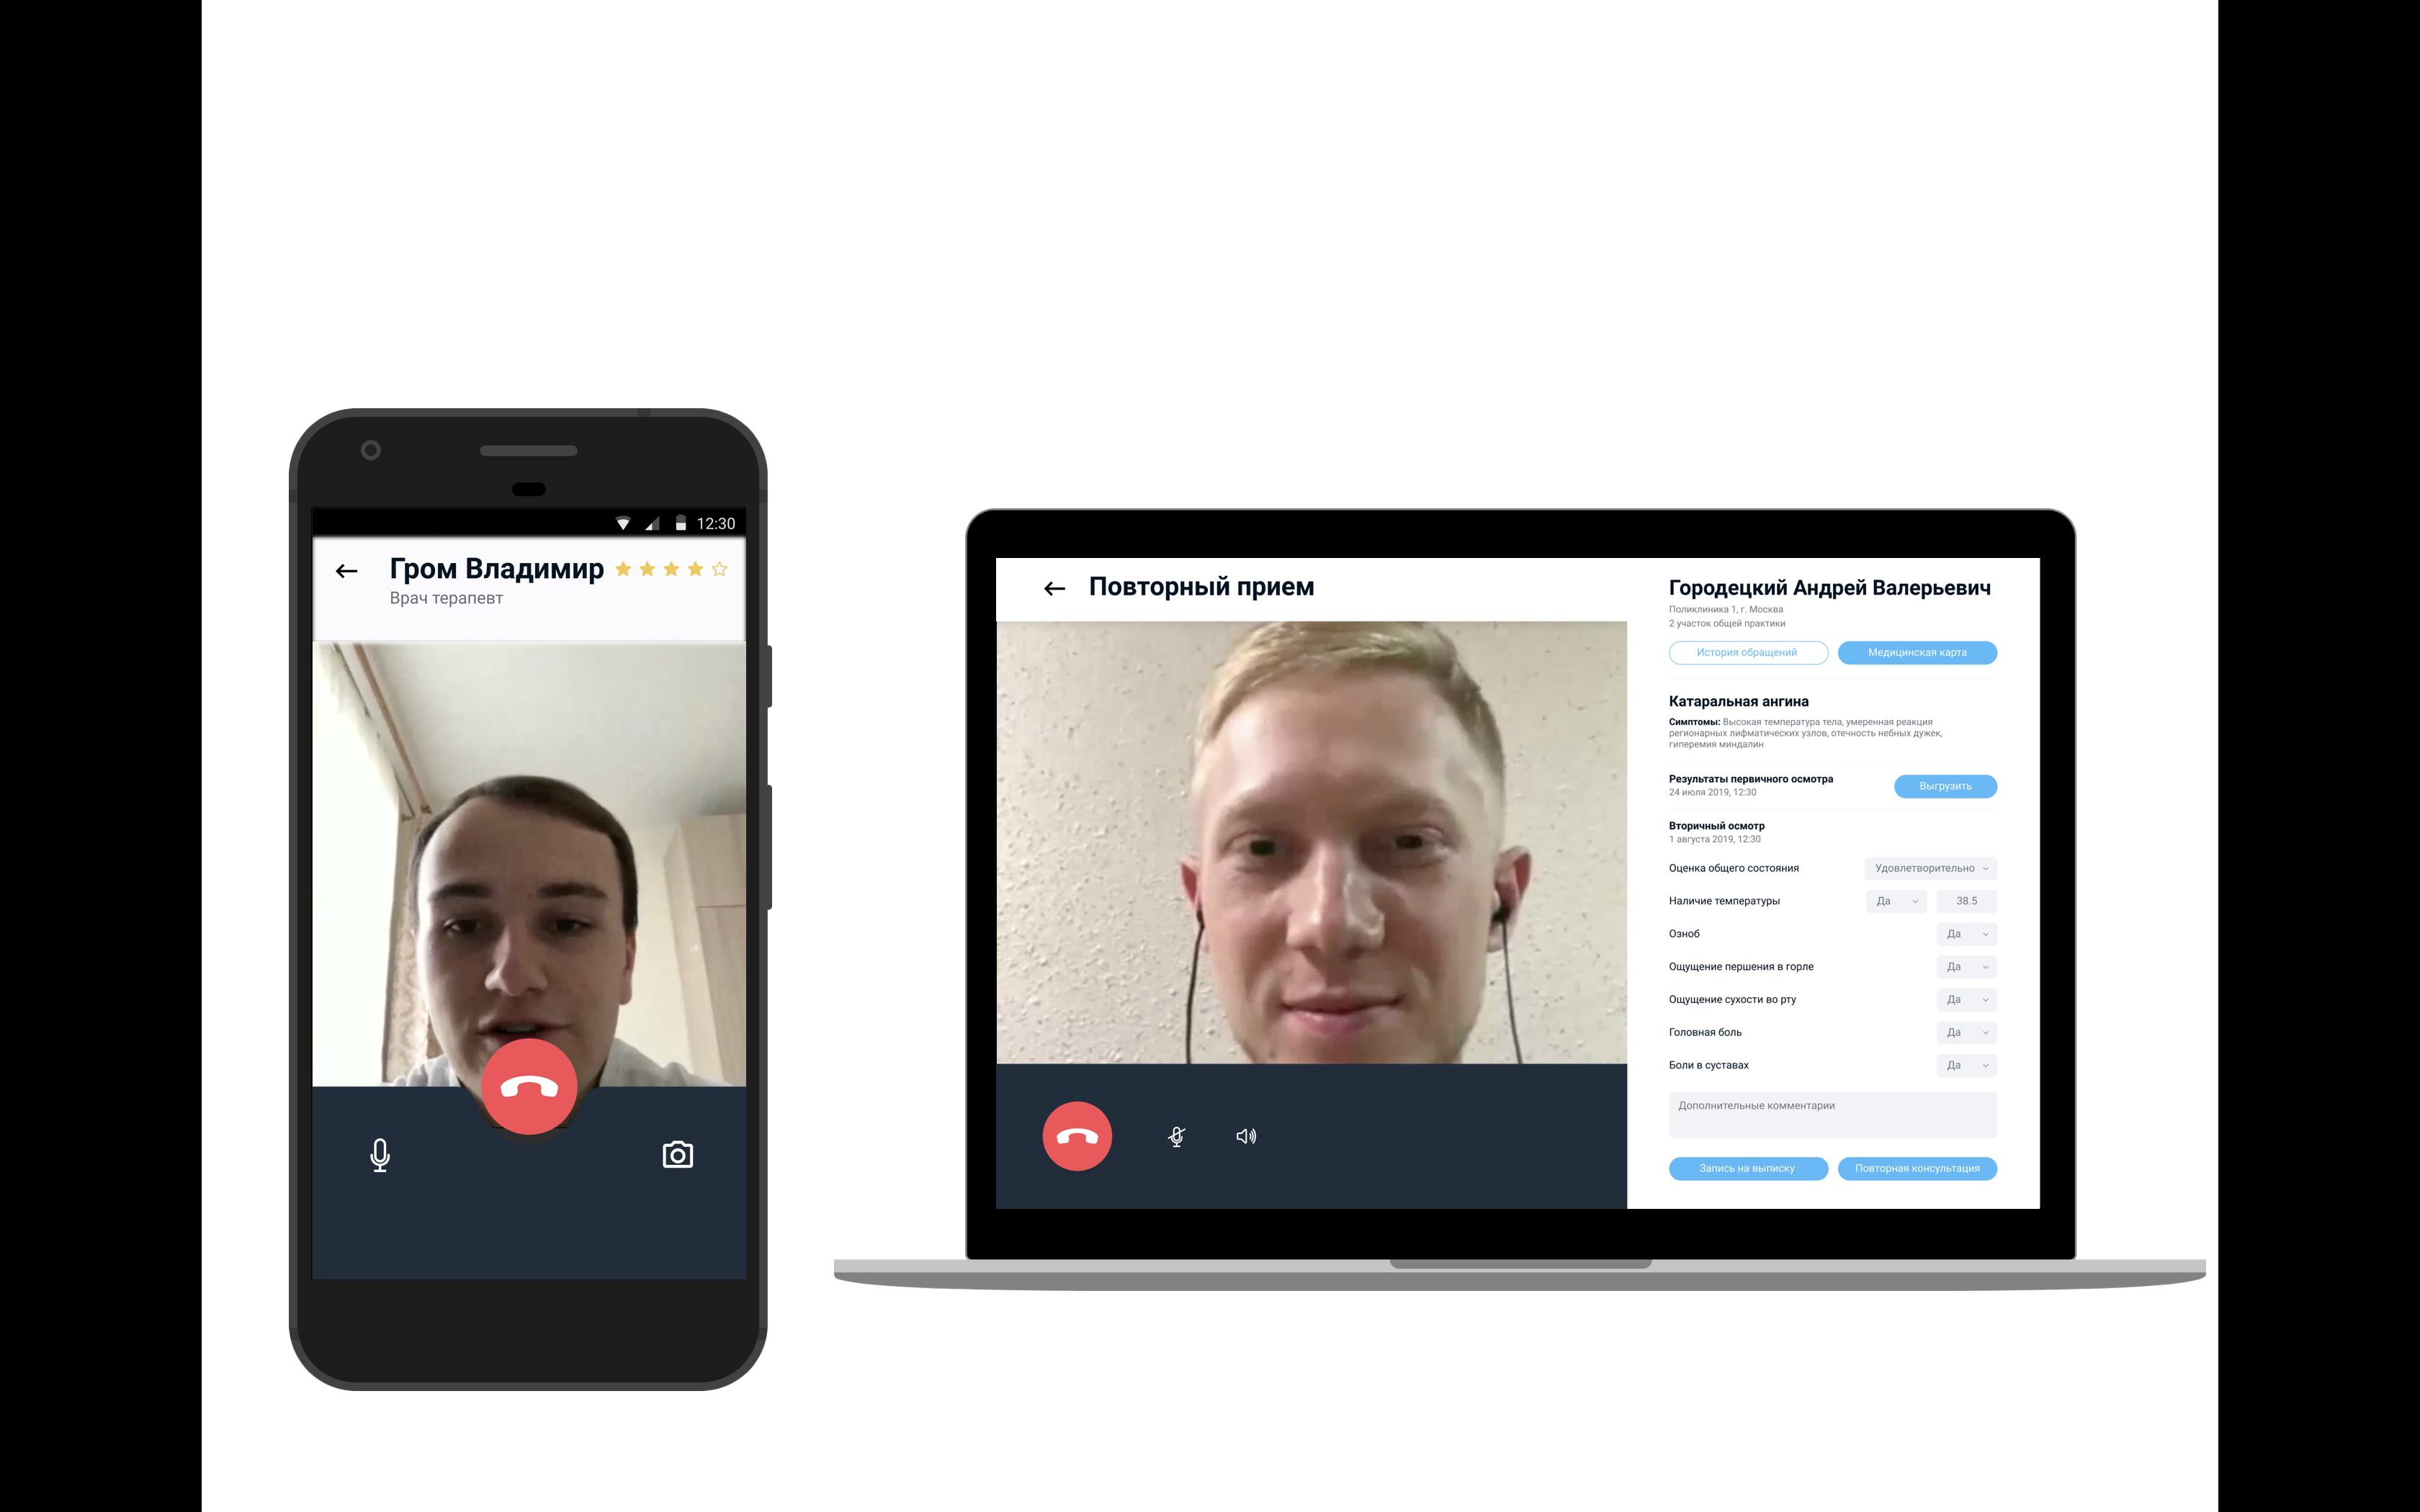 12:30
Гром Владимир
Врач терапевт
Повторный прием
Городецкий Андрей Валерьевич
Поликлиника 1, г. Москва
2 участок общей практики
История обращений
Медицинская карта
Катаральная ангина
Симптомы: Высокая температура тела, умеренная реакция
регионарных лифматических узлов, отечность небных дужек,
гиперемия миндалин
Результаты первичного осмотра
24 июля 2019, 12:30
Выгрузить
Вторичный осмотр
1 августа 2019, 12:30
Оценка общего состояния Удовлетворительно
Наличие температуры Да 38.5
Озноб Да
Ощущение першения в горле Да
Ощущение сухости во рту Да
Головная боль Да
Боли в суставах Да
Дополнительные комментарии
Запись на выписку
Повторная консультация